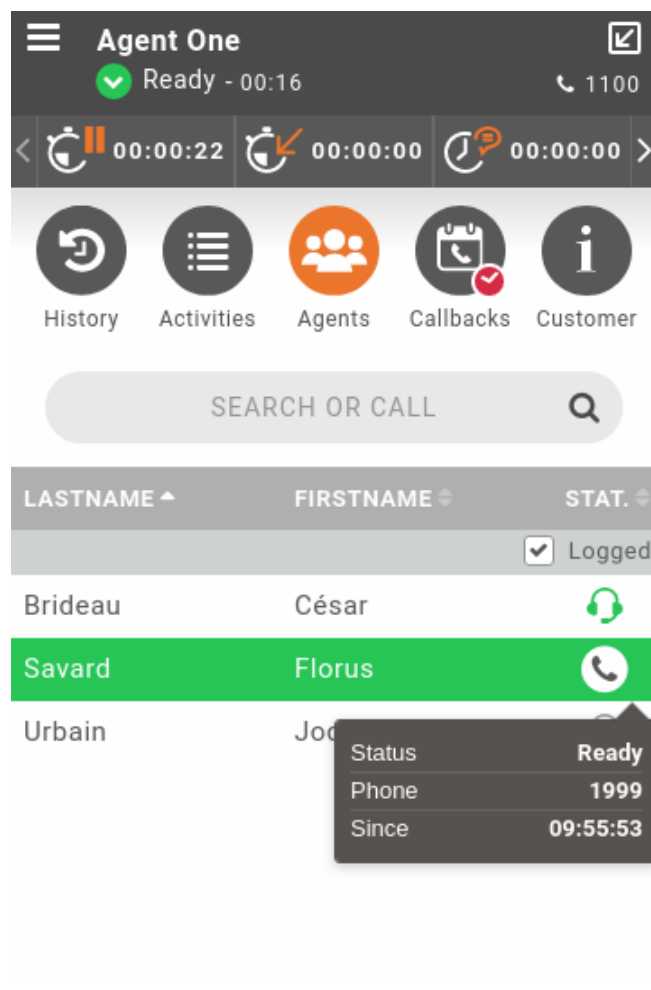 Agent One
Ready - 00:16
1100
00:00:22 00:00:00 00:00:00
History Activities Agents Callbacks Customer
SEARCH OR CALL
LASTNAME FIRSTNAME STAT.
Logged
Brideau César
Savard Florus
Urbain
Status Ready
Phone 1999
Since 09:55:53